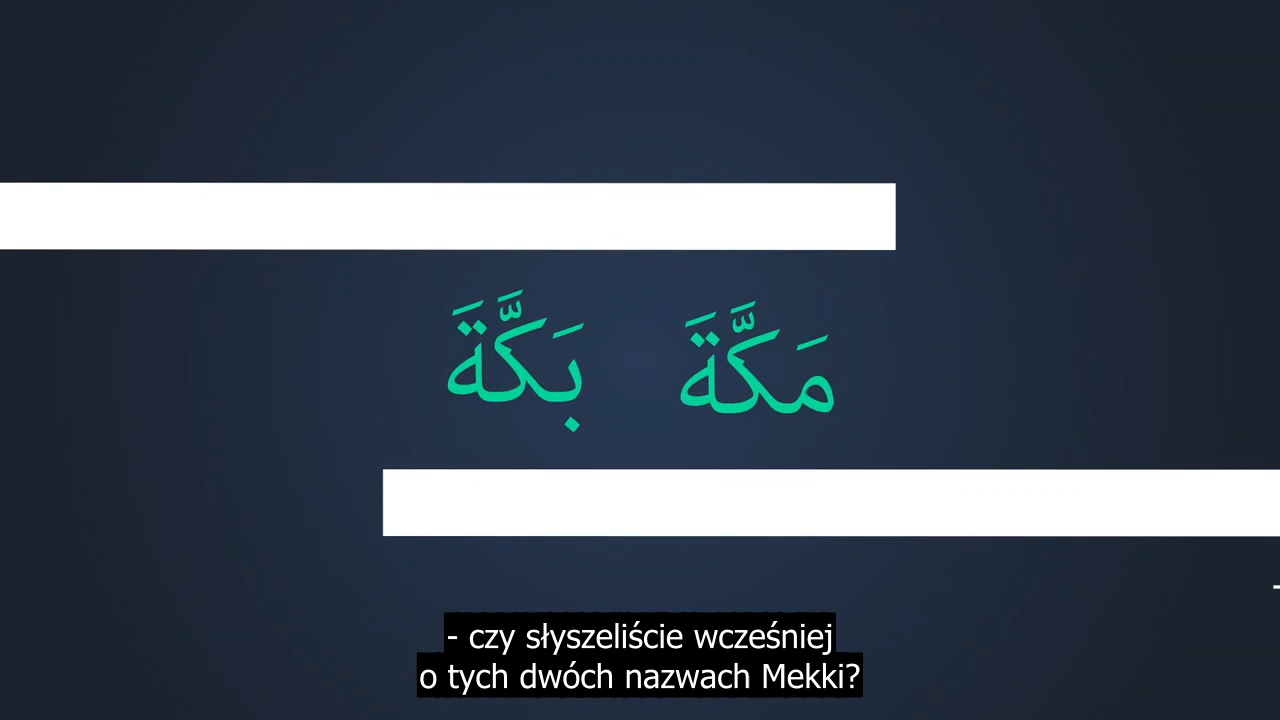 مَكَّةَ بَكَّةَ
- czy słyszeliście wcześniej
o tych dwóch nazwach Mekki?